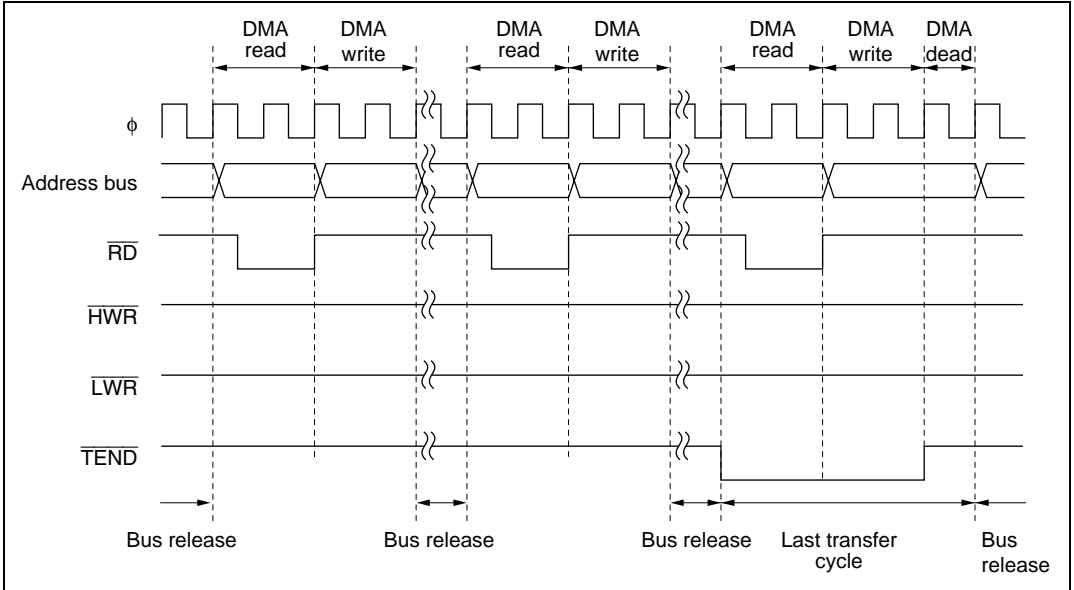 DMA read
DMA write
DMA read
DMA write
DMA read
DMA write
DMA dead
φ
Address bus
RD
HWR
LWR
TEND
Bus release
Bus release
Bus release
Last transfer cycle
Bus release